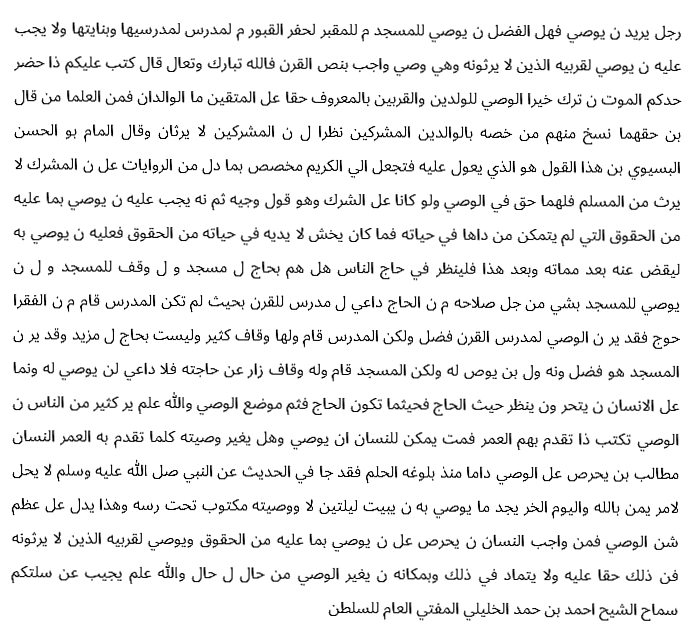 رجل يريد ن يوصي فهل الفضل ن يوصي للمسجد م للمقبر لحفر القبور م لمدرس لمدرسيها وبنايتها ولا يجب
عليه ن يوصي لقربيه الذين لا يرثونه وهي وصي واجب بنص القرن فالله تبارك وتعال قال كتب عليكم ذا حضر
حدكم الموت ن ترك خيرا الوصي للولدين والقربين بالمعروف حقا عل المتقين ما الوالدان فمن العلما من قال
بن حقهما نسخ منهم من خصه بالوالدين المشركين نظرا ل ن المشركين لا يرثان وقال المام بو الحسن
البسيوي بن هذا القول هو الذي يعول عليه فتجعل الي الكريم مخصص بما دل من الروايات عل ن المشرك لا
يرث من المسلم فلهما حق في الوصي ولو كانا عل الشرك وهو قول وجيه ثم نه يجب عليه ن يوصي بما عليه
من الحقوق التي لم يتمكن من داها في حياته فما كان يخش لا يديه في حياته من الحقوق فعليه ن يوصي به
ليقض عنه بعد مماته وبعد هذا فلينظر في حاج الناس هل هم بحاج ل مسجد و ل وقف للمسجد و ل ن
يوصي للمسجد بشي من جل صلاحه م ن الحاج داعي ل مدرس للقرن بحيث لم تكن المدرس قام م ن الفقرا
حوج فقد ير ن الوصي لمدرس القرن فضل ولكن المدرس قام ولها وقاف كثير وليست بحاج ل مزيد وقد ير ن
المسجد هو فضل ونه ول بن يوص له ولكن المسجد قام وله وقاف زار عن حاجته فلا داعي لن يوصي له ونما
عل الانسان ن يتحر ون ينظر حيث الحاج فحيثما تكون الحاج فثم موضع الوصي والله علم ير كثير من الناس ن
الوصي تكتب ذا تقدم بهم العمر فمت يمكن للنسان ان يوصي وهل يغير وصيته كلما تقدم به العمر النسان
مطالب بن يحرص عل الوصي داما منذ بلوغه الحلم فقد جا في الحديث عن النبي صل الله عليه وسلم لا يحل
لامر يمن بالله واليوم الخر يجد ما يوصي به ن يبيت ليلتين لا ووصيته مكتوب تحت رسه وهذا يدل عل عظم
شن الوصي فمن واجب النسان ن يحرص عل ن يوصي بما عليه من الحقوق ويوصي لقربيه الذين لا يرثونه
فن ذلك حقا عليه ولا يتماد في ذلك وبمكانه ن يغير الوصي من حال ل حال والله علم يجيب عن سلتكم
سماح الشيخ احمد بن حمد الخليلي المفتي العام للسلطن